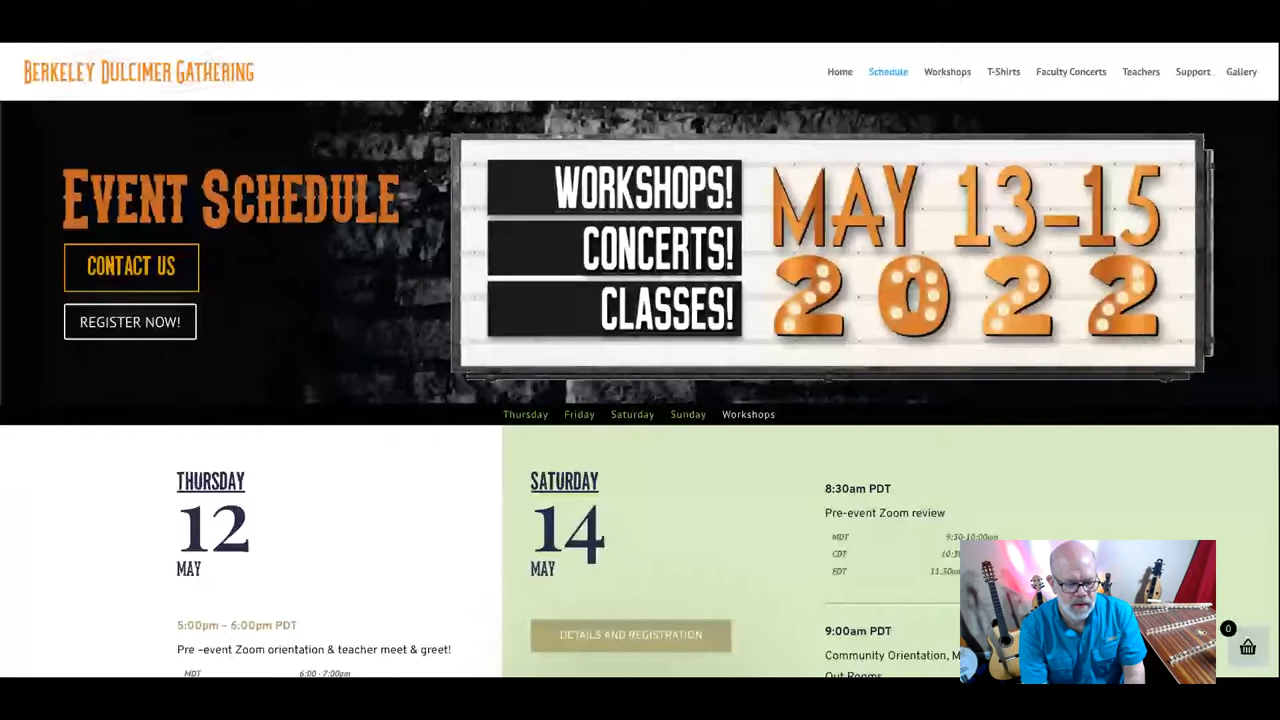 BERKELEY DULCIMER GATHERING
Home Schedule Workshops T-Shirts Faculty Concerts Teachers Support Gallery
EVENT SCHEDULE
CONTACT US
REGISTER NOW!
WORKSHOPS!
CONCERTS!
CLASSES!
MAY 13-15
2022
Thursday Friday Saturday Sunday Workshops
THURSDAY
12
MAY
5:00pm – 6:00pm PDT
Pre –event Zoom orientation & teacher meet & greet!
MDT 6:00 - 7:00pm
SATURDAY
14
MAY
DETAILS AND REGISTRATION
8:30am PDT
Pre-event Zoom review
MDT 9:30-10:00am
CDT
EDT
9:00am PDT
Community Orientation,
Out Rooms
0